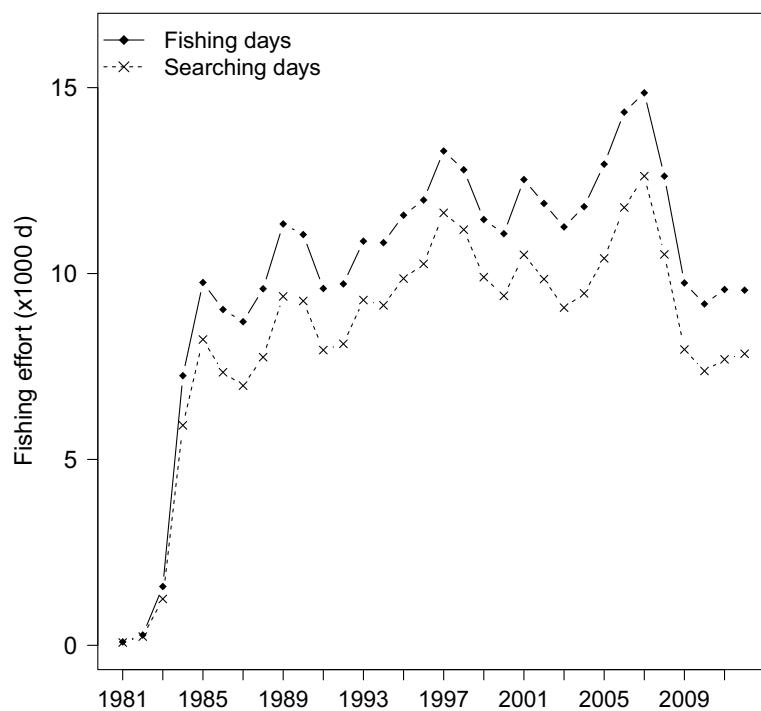 Fishing days
Searching days
Fishing effort (x1000 d)
15
10
5
0
1981 1985 1989 1993 1997 2001 2005 2009